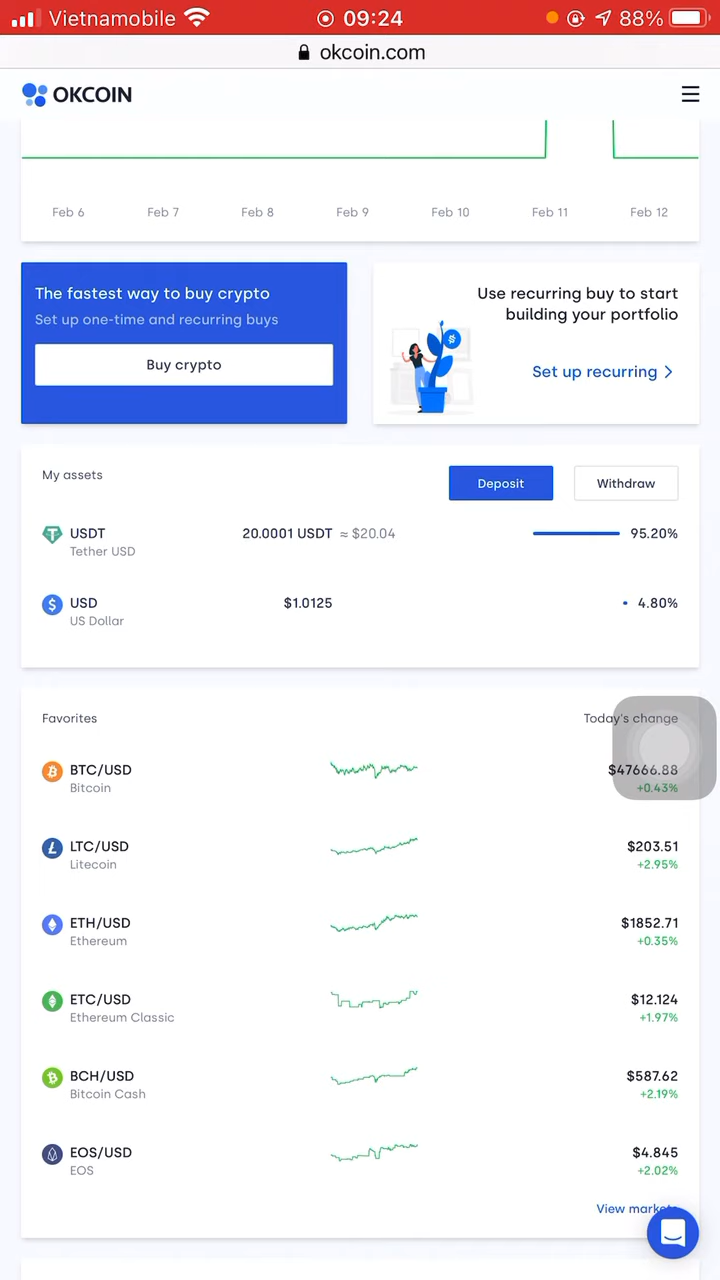 Vietnamobile 09:24 88%
okcoin.com
OKCOIN
Feb 6 Feb 7 Feb 8 Feb 9 Feb 10 Feb 11 Feb 12
The fastest way to buy crypto
Set up one-time and recurring buys
Buy crypto
Use recurring buy to start
building your portfolio
Set up recurring >
My assets
Deposit Withdraw
USDT 20.0001 USDT ≈ $20.04 95.20%
Tether USD
USD $1.0125 4.80%
US Dollar
Favorites Today's change
BTC/USD $47666.88
Bitcoin +0.43%
LTC/USD $203.51
Litecoin +2.95%
ETH/USD $1852.71
Ethereum +0.35%
ETC/USD $12.124
Ethereum Classic +1.97%
BCH/USD $587.62
Bitcoin Cash +2.19%
EOS/USD $4.845
EOS +2.02%
View markets